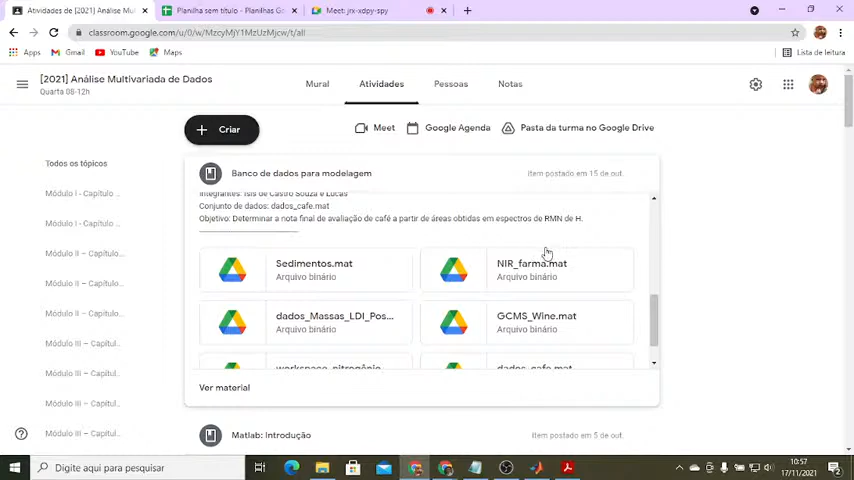 Atividades de [2021] Análise Mult
Planilha sem título - Planilhas G
Meet: jrx-xdpy-spy
classroom.google.com/u/0/w/MzcyMjY1MzUzMjcw/t/all
Apps
Gmail
YouTube
Maps
Lista de leitura
[2021] Análise Multivariada de Dados
Quarta 08-12h
Mural
Atividades
Pessoas
Notas
Criar
Meet
Google Agenda
Pasta da turma no Google Drive
Todos os tópicos
Módulo I - Capítulo ...
Módulo I - Capítulo...
Módulo II – Capítulo...
Módulo II – Capítulo...
Módulo II – Capítulo...
Módulo III – Capítul...
Módulo III – Capítul...
Módulo III – Capítul...
Módulo III – Capítul...
Banco de dados para modelagem
Item postado em 15 de out.
Integrantes: Isis de Castro Souza e Lucas
Conjunto de dados: dados_cafe.mat
Objetivo: Determinar a nota final de avaliação de café a partir de áreas obtidas em espectros de RMN de H.
Sedimentos.mat
Arquivo binário
NIR_farma.mat
Arquivo binário
dados_Massas_LDI_Pos...
Arquivo binário
GCMS_Wine.mat
Arquivo binário
workspace_nitrogênio
dados_cafe.mat
Ver material
Matlab: Introdução
Item postado em 5 de out.
Digite aqui para pesquisar
10:57
17/11/2021
2